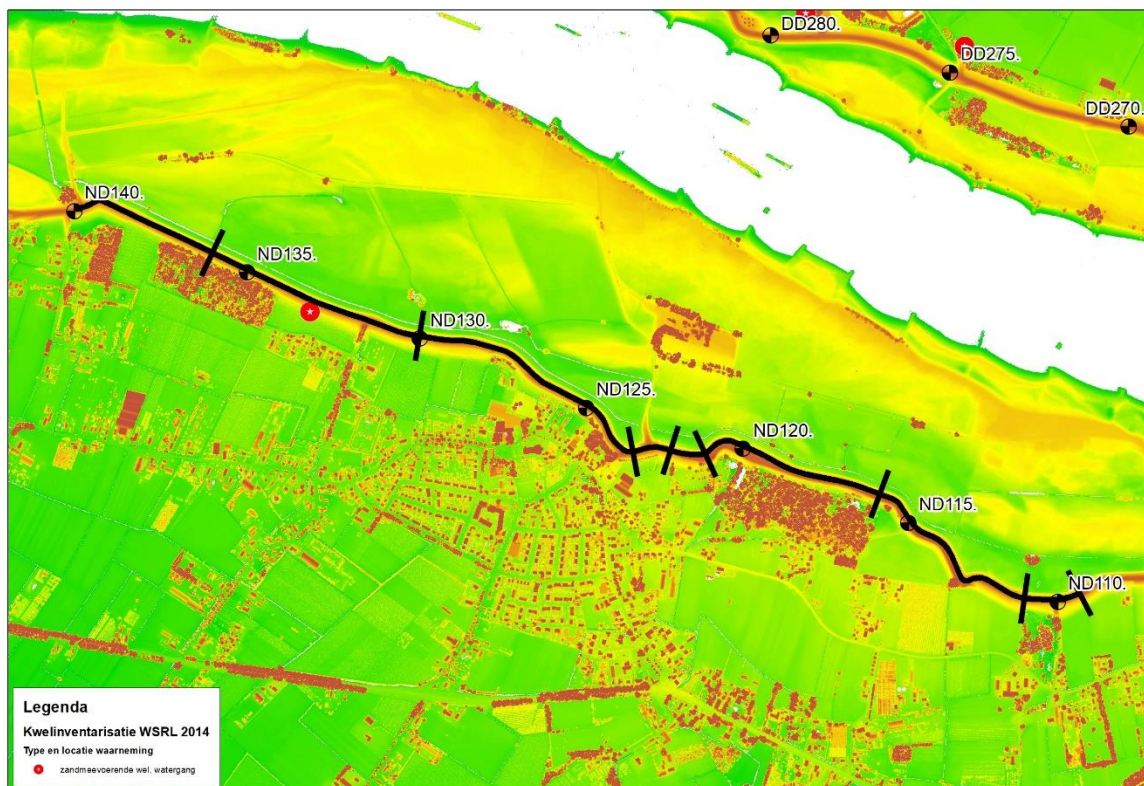 DD280.
DD275.
DD270.
ND140.
ND135.
ND130.
ND125.
ND120.
ND115.
ND110.
Legenda
Kwelinventarisatie WSRL 2014
Type en locatie waarneming
zandmeevoerende wel, watergang